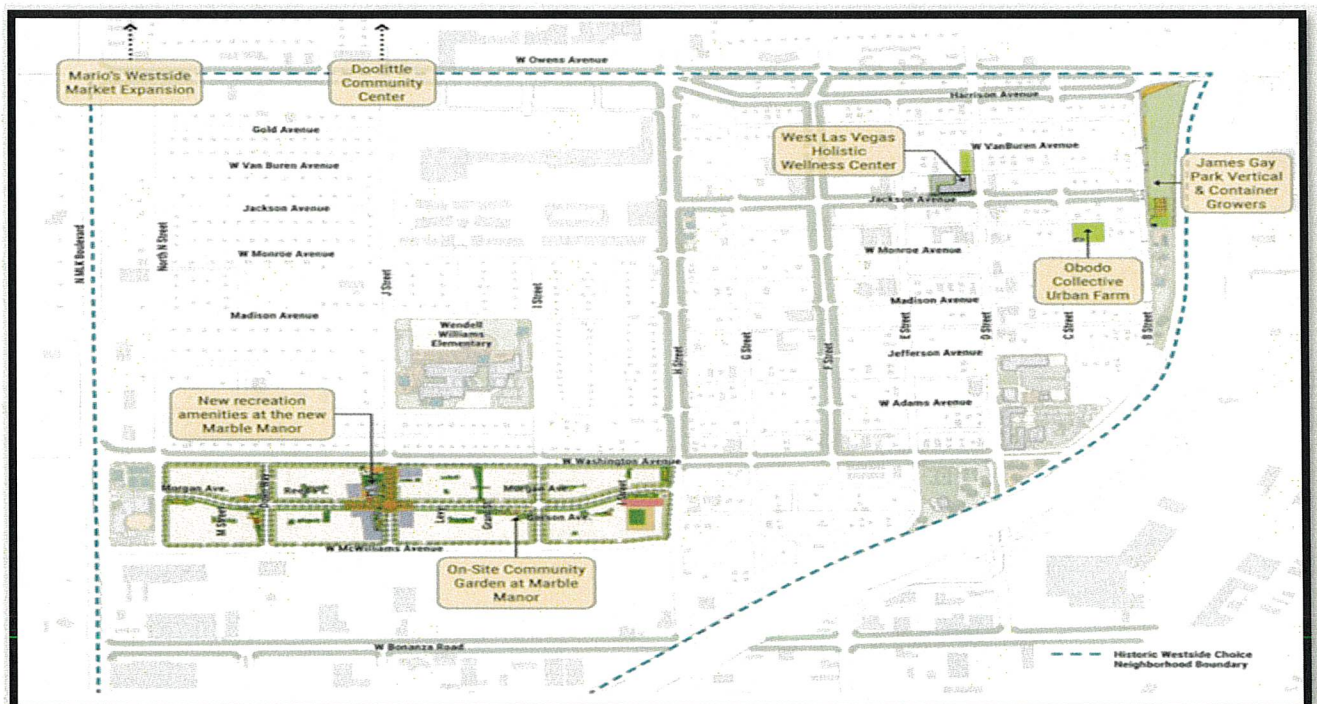 W Owens Avenue
Mario's Westside
Market Expansion
Doolittle
Community
Center
Harrison Avenue
Gold Avenue
West Las Vegas
Holistic
Wellness Center
W VanBuren Avenue
W Van Buren Avenue
James Gay
Park Vertical
& Container
Growers
Jackson Avenue
Jackson Avenue
N MLK Boulevard
North N Street
J Street
I Street
H Street
G Street
F Street
E Street
D Street
C Street
B Street
W Monroe Avenue
W Monroe Avenue
Obodo
Collective
Urban Farm
Madison Avenue
Madison Avenue
Wendell
Williams
Elementary
Jefferson Avenue
New recreation
amenities at the new
Marble Manor
W Adams Avenue
W Washington Avenue
Morgan Ave.
Morgan Ave.
M Street
Gerson Ave.
Street
W McWilliams Avenue
On-Site Community
Garden at Marble
Manor
W Bonanza Road
Historic Westside Choice
Neighborhood Boundary